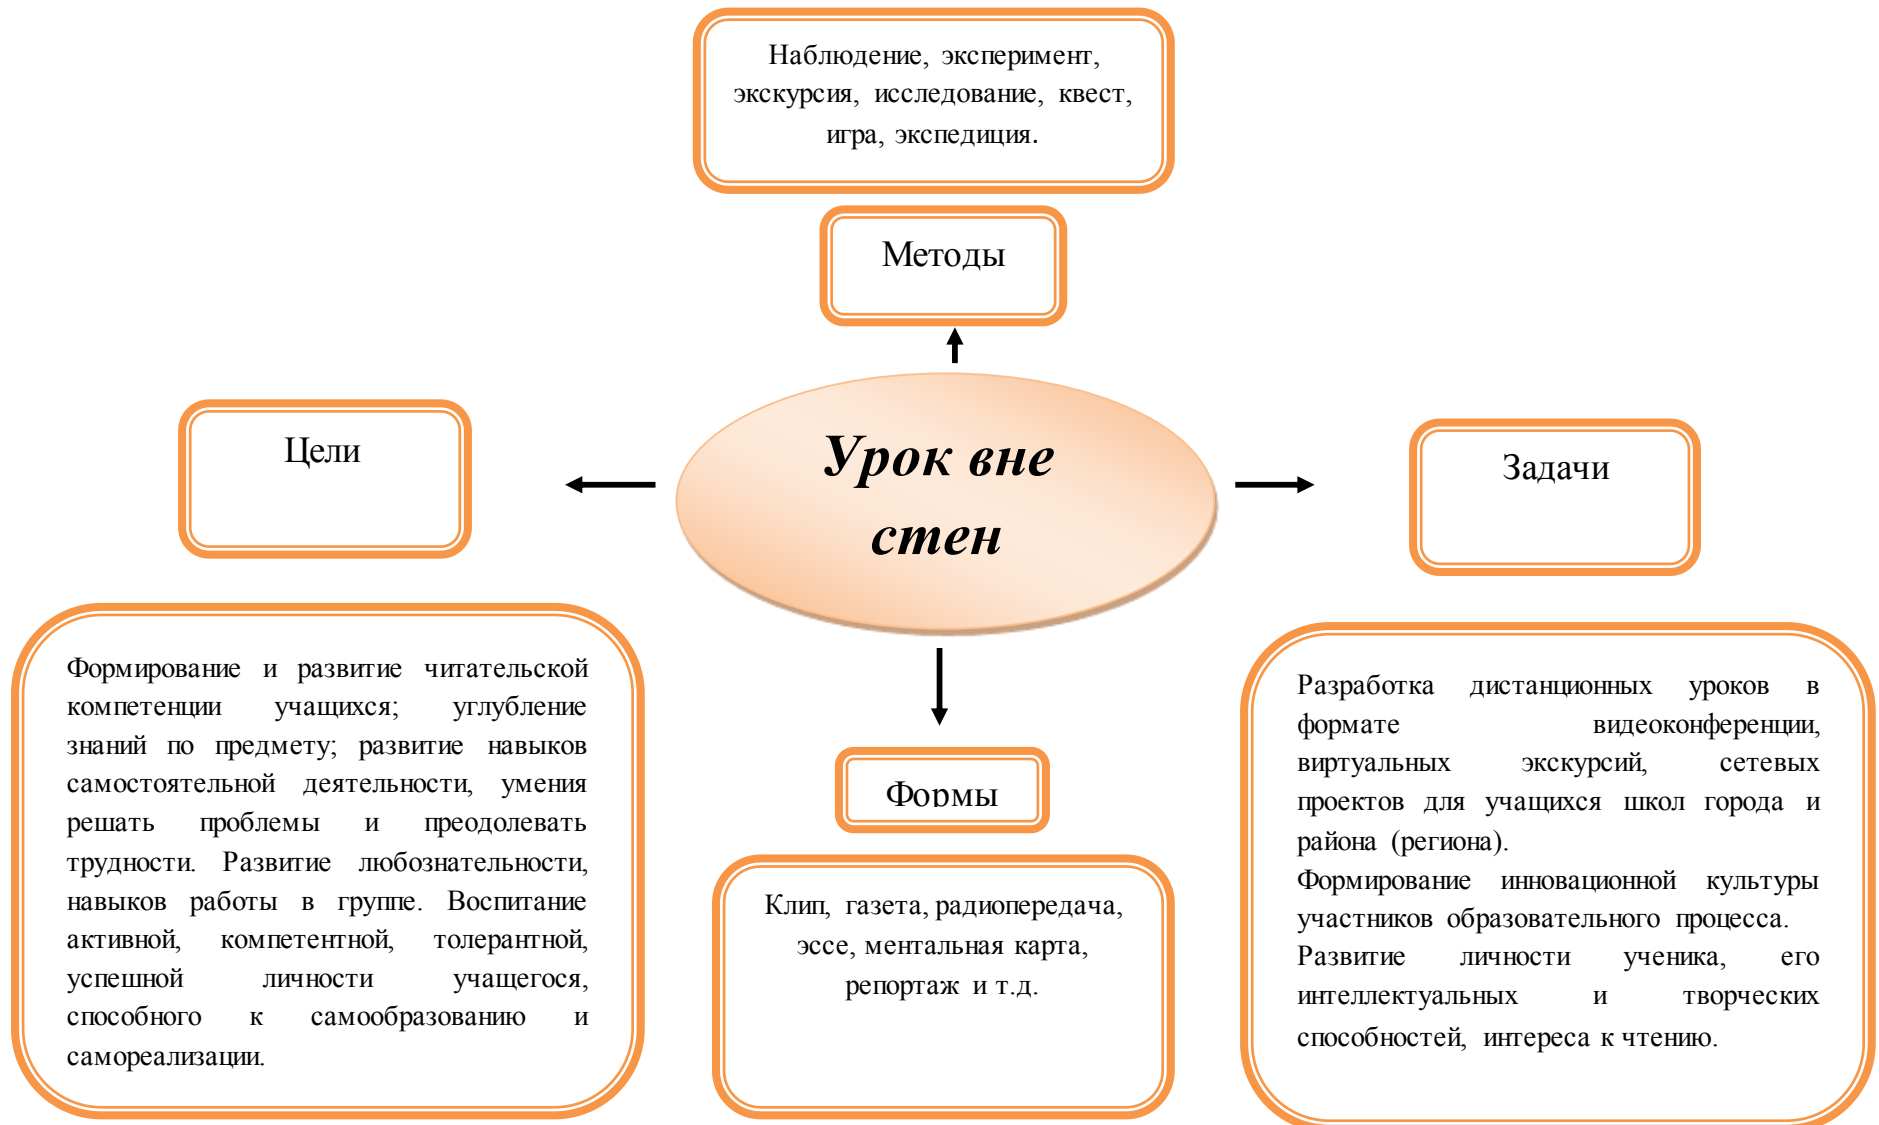 Наблюдение, эксперимент,
экскурсия, исследование, квест,
игра, экспедиция.
Методы
Урок вне
стен
Цели
Формирование и развитие читательской
компетенции учащихся; углубление
знаний по предмету; развитие навыков
самостоятельной деятельности, умения
решать проблемы и преодолевать
трудности. Развитие любознательности,
навыков работы в группе. Воспитание
активной, компетентной, толерантной,
успешной личности учащегося,
способного к самообразованию и
самореализации.
Формы
Клип, газета, радиопередача,
эссе, ментальная карта,
репортаж и т.д.
Задачи
Разработка дистанционных уроков в
формате видеоконференции,
виртуальных экскурсий, сетевых
проектов для учащихся школ города и
района (региона).
Формирование инновационной культуры
участников образовательного процесса.
Развитие личности ученика, его
интеллектуальных и творческих
способностей, интереса к чтению.